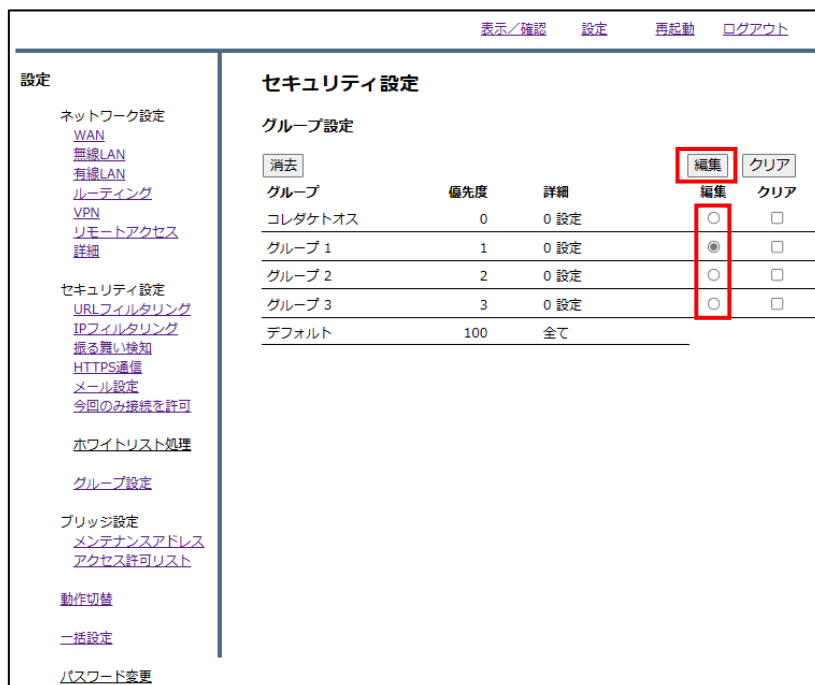 表示／確認 設定 再起動 ログアウト
設定
ネットワーク設定
WAN
無線LAN
有線LAN
ルーティング
VPN
リモートアクセス
詳細
セキュリティ設定
URLフィルタリング
IPフィルタリング
振る舞い検知
HTTPS通信
メール設定
今回のみ接続を許可
ホワイトリスト処理
グループ設定
ブリッジ設定
メンテナンスアドレス
アクセス許可リスト
動作切替
一括設定
パスワード変更
セキュリティ設定
グループ設定
消去 編集 クリア
グループ 優先度 詳細 編集 クリア
コレダケトオス 0 0 設定
グループ 1 1 0 設定
グループ 2 2 0 設定
グループ 3 3 0 設定
デフォルト 100 全て